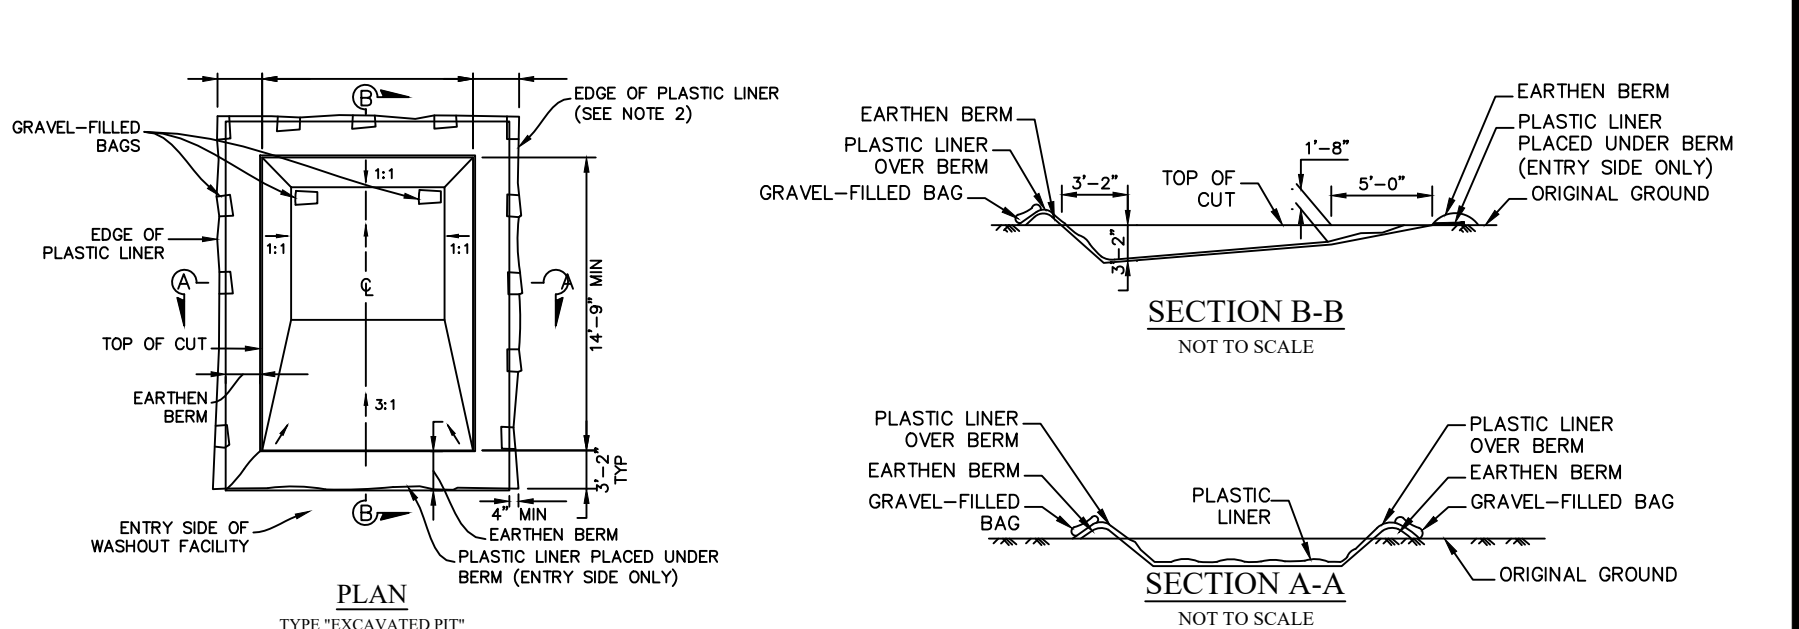 B
EDGE OF PLASTIC LINER
(SEE NOTE 2)
GRAVEL-FILLED
BAGS
1:1
EDGE OF
PLASTIC LINER
1:1
1:1
A
A
℄
14'-9" MIN
TOP OF CUT
EARTHEN
BERM
3:1
3'-2"
TYP
B
4" MIN
ENTRY SIDE OF
WASHOUT FACILITY
EARTHEN BERM
PLASTIC LINER PLACED UNDER
BERM (ENTRY SIDE ONLY)
PLAN
TYPE "EXCAVATED PIT"
EARTHEN BERM
PLASTIC LINER
OVER BERM
GRAVEL-FILLED BAG
3'-2"
3'-2"
TOP OF
CUT
1'-8"
5'-0"
EARTHEN BERM
PLASTIC LINER
PLACED UNDER BERM
(ENTRY SIDE ONLY)
ORIGINAL GROUND
SECTION B-B
NOT TO SCALE
PLASTIC LINER
OVER BERM
EARTHEN BERM
GRAVEL-FILLED
BAG
PLASTIC
LINER
PLASTIC LINER
OVER BERM
EARTHEN BERM
GRAVEL-FILLED BAG
ORIGINAL GROUND
SECTION A-A
NOT TO SCALE